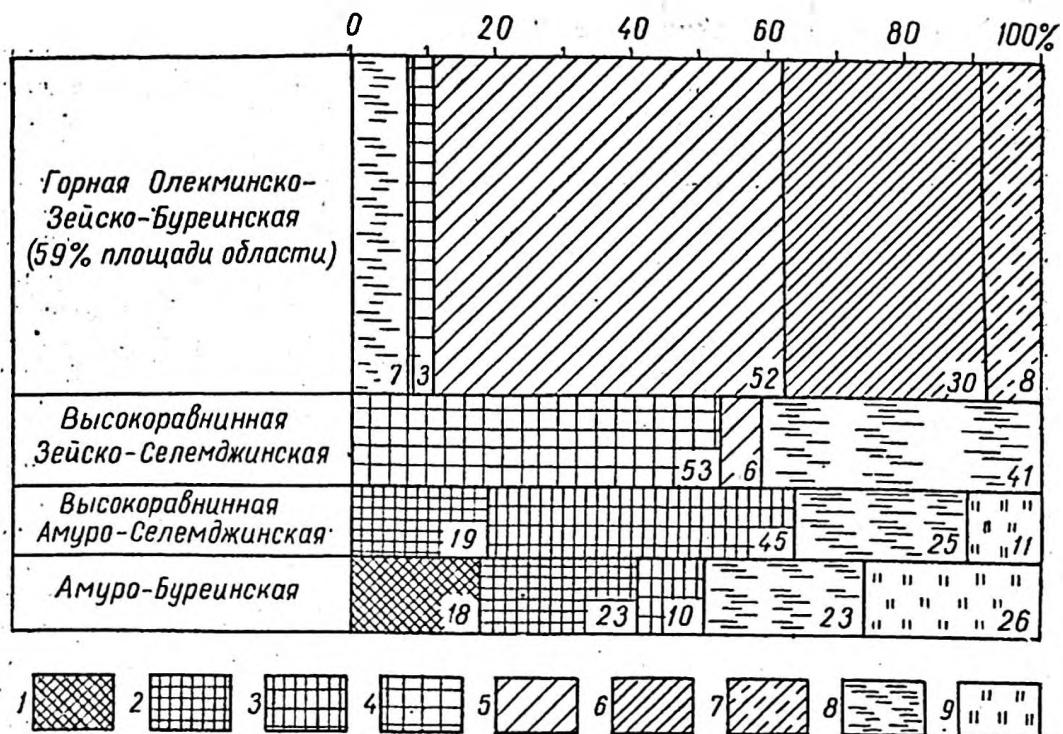 0 20 40 60 80 100%
Горная Олекминско-
Зейско-Буреинская
(59% площади области)
7 3 52 30 8
Высокоравнинная
Зейско-Селемджинская
53 6 41
Высокоравнинная
Амуро-Селемджинская
19 45 25 11
Амуро-Буреинская
18 23 10 23 26
1 2 3 4 5 6 7 8 9